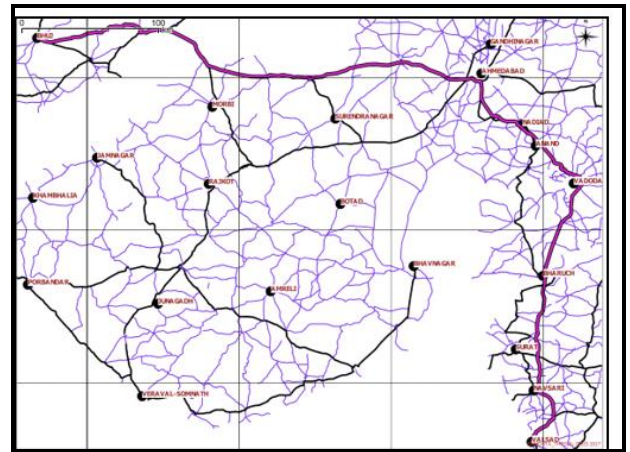 0 100
km
N
BHUJ
GANDHINAGAR
AHMEDABAD
MORBI
SURENDRANAGAR
NADIAD
ANAND
JAMNAGAR
RAJKOT
VADODA
KHAMBHALIA
BOTAD
BHAVNAGAR
BHARUCH
PORBANDAR
AMRELI
JUNAGADH
SURAT
NAVSARI
VERAVAL-SOMNATH
VALSAD